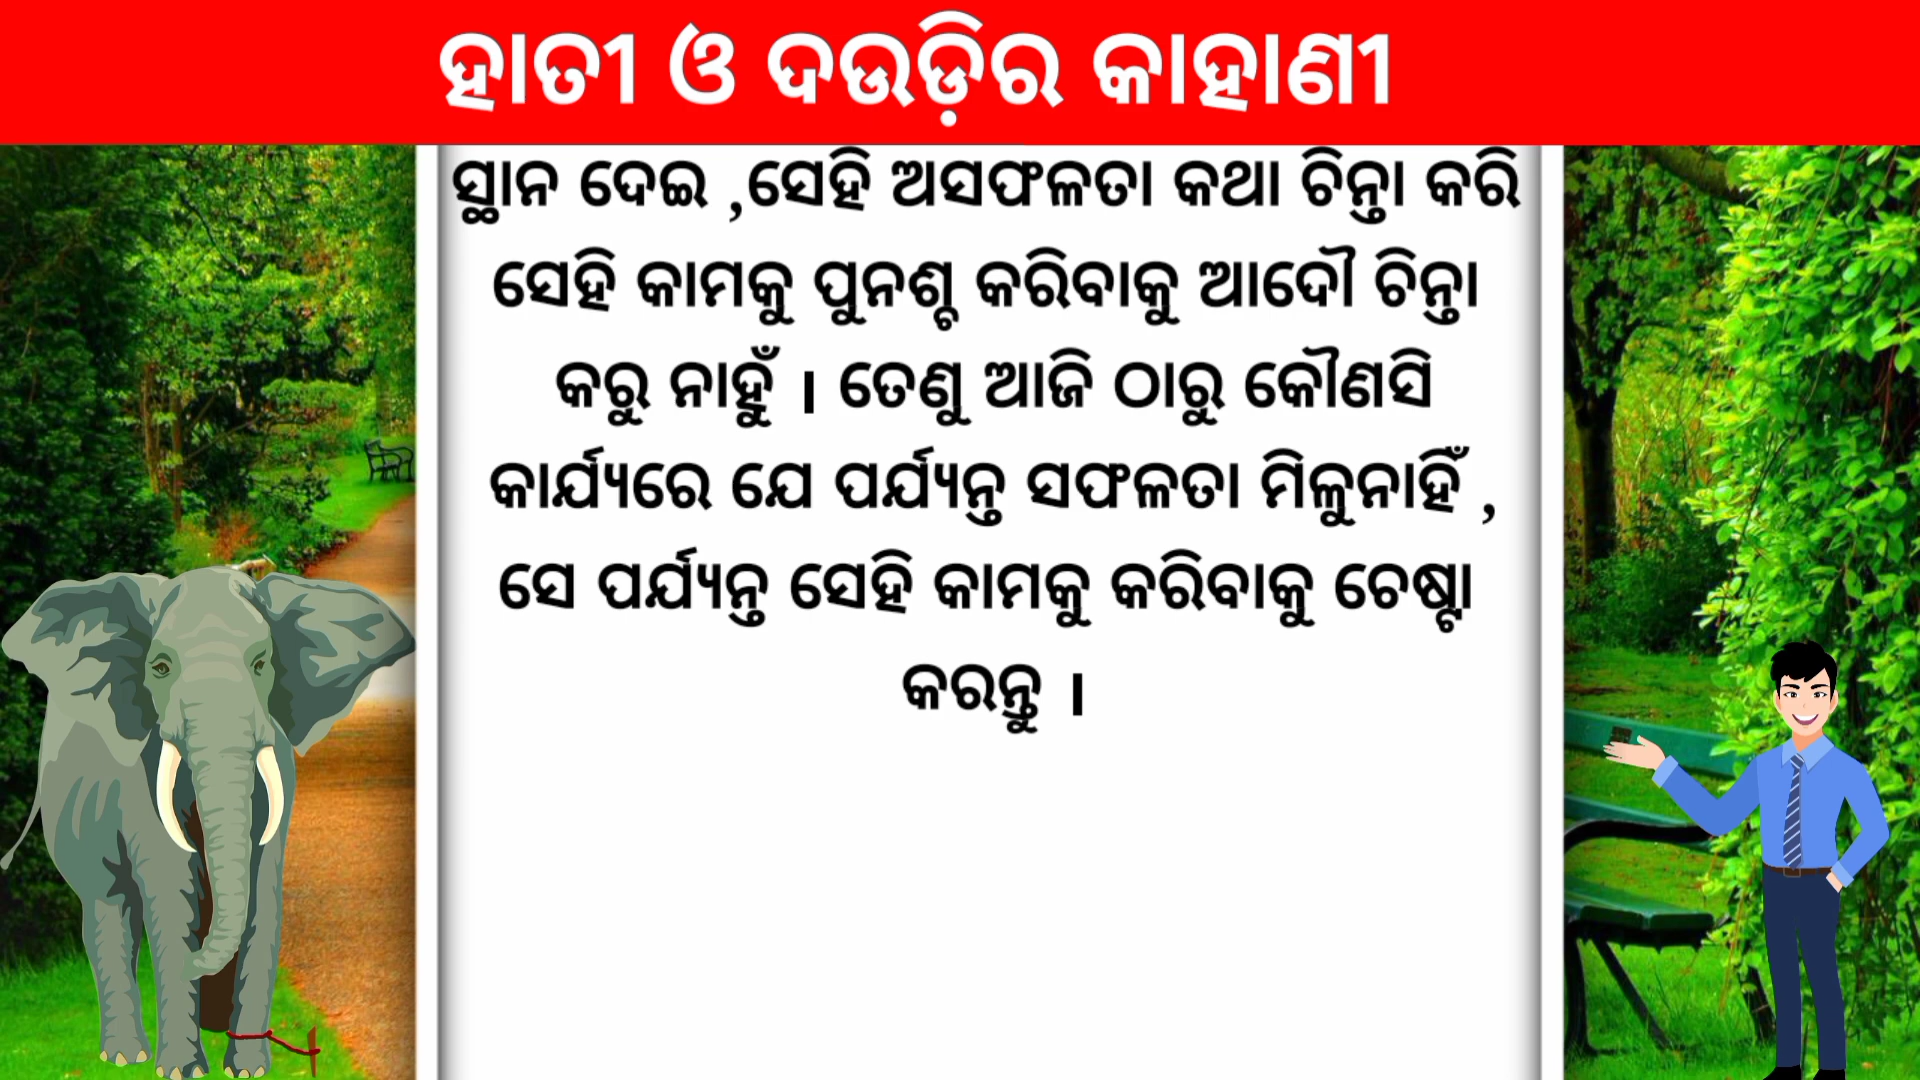 ହାତୀ ଓ ଦଉଡ଼ିର କାହାଣୀ
ସ୍ଥାନ ଦେଇ ,ସେହି ଅସଫଳତା କଥା ଚିନ୍ତା କରି
ସେହି କାମକୁ ପୁନଶ୍ଚ କରିବାକୁ ଆଦୌ ଚିନ୍ତା
କରୁ ନାହୁଁ । ତେଣୁ ଆଜି ଠାରୁ କୌଣସି
କାର୍ଯ୍ୟରେ ଯେ ପର୍ଯ୍ୟନ୍ତ ସଫଳତା ମିଳୁନାହିଁ ,
ସେ ପର୍ଯ୍ୟନ୍ତ ସେହି କାମକୁ କରିବାକୁ ଚେଷ୍ଟା
କରନ୍ତୁ ।